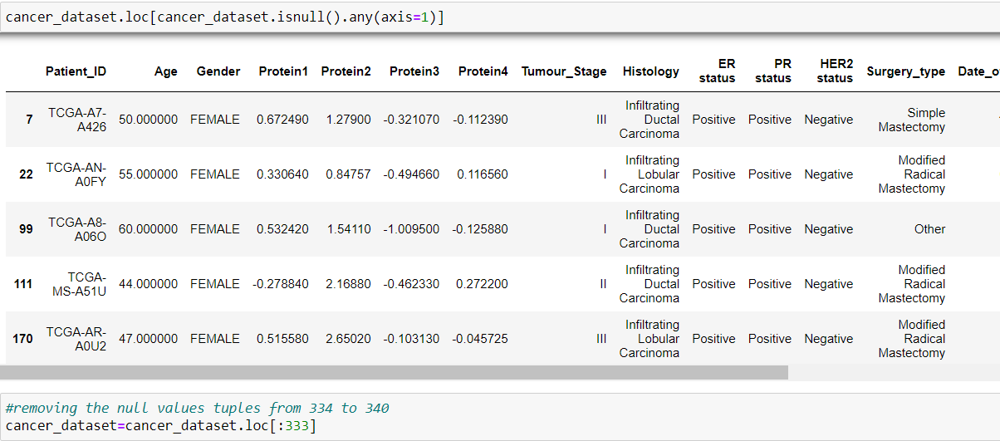 cancer_dataset.loc[cancer_dataset.isnull().any(axis=1)]
Patient_ID Age Gender Protein1 Protein2 Protein3 Protein4 Tumour_Stage Histology ER status PR status HER2 status Surgery_type Date_o
7 TCGA-A7-A426 50.000000 FEMALE 0.672490 1.27900 -0.321070 -0.112390 III Infiltrating Ductal Carcinoma Positive Positive Negative Simple Mastectomy
22 TCGA-AN-A0FY 55.000000 FEMALE 0.330640 0.84757 -0.494660 0.116560 I Infiltrating Lobular Carcinoma Positive Positive Negative Modified Radical Mastectomy
99 TCGA-A8-A06O 60.000000 FEMALE 0.532420 1.54110 -1.009500 -0.125880 I Infiltrating Ductal Carcinoma Positive Positive Negative Other
111 TCGA-MS-A51U 44.000000 FEMALE -0.278840 2.16880 -0.462330 0.272200 II Infiltrating Ductal Carcinoma Positive Positive Negative Modified Radical Mastectomy
170 TCGA-AR-A0U2 47.000000 FEMALE 0.515580 2.65020 -0.103130 -0.045725 III Infiltrating Lobular Carcinoma Positive Positive Negative Modified Radical Mastectomy
#removing the null values tuples from 334 to 340
cancer_dataset=cancer_dataset.loc[:333]